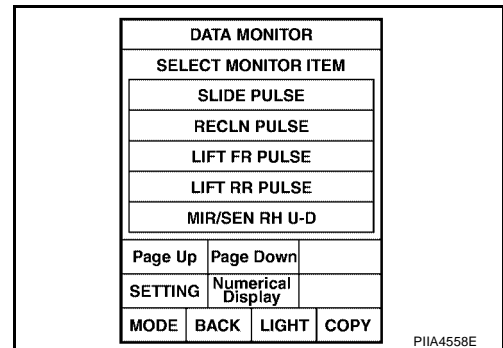 DATA MONITOR
SELECT MONITOR ITEM
SLIDE PULSE
RECLN PULSE
LIFT FR PULSE
LIFT RR PULSE
MIR/SEN RH U-D
Page Up Page Down
SETTING Numerical Display
MODE BACK LIGHT COPY
PIIA4558E